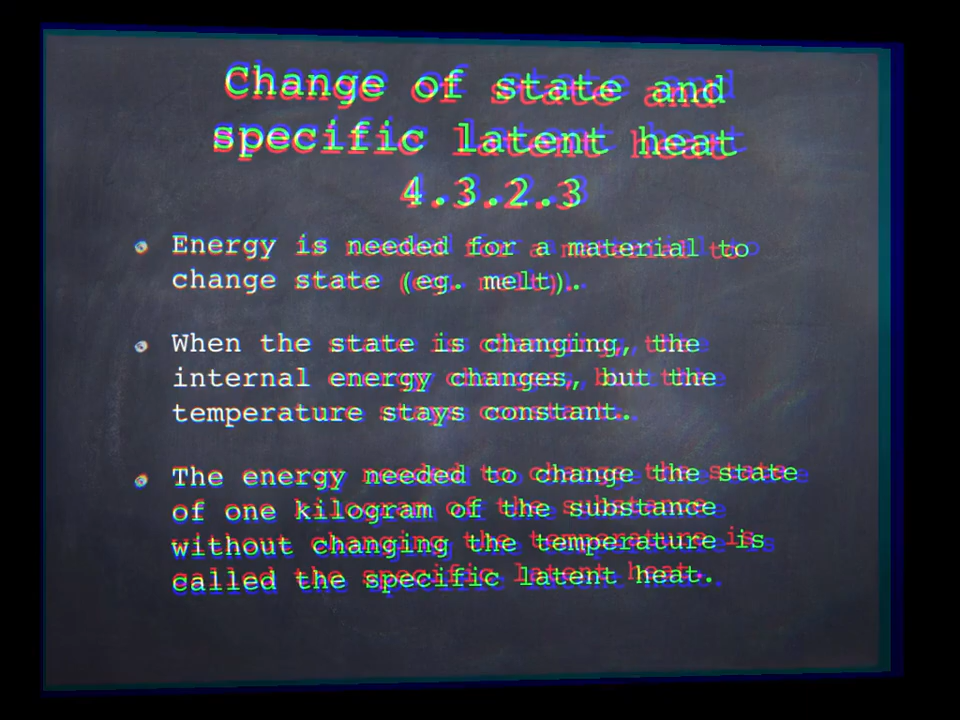 Change of state and
specific latent heat
4.3.2.3
Energy is needed for a material to
change state (eg. melt).
When the state is changing, the
internal energy changes, but the
temperature stays constant.
The energy needed to change the state
of one kilogram of the substance
without changing the temperature is
called the specific latent heat.